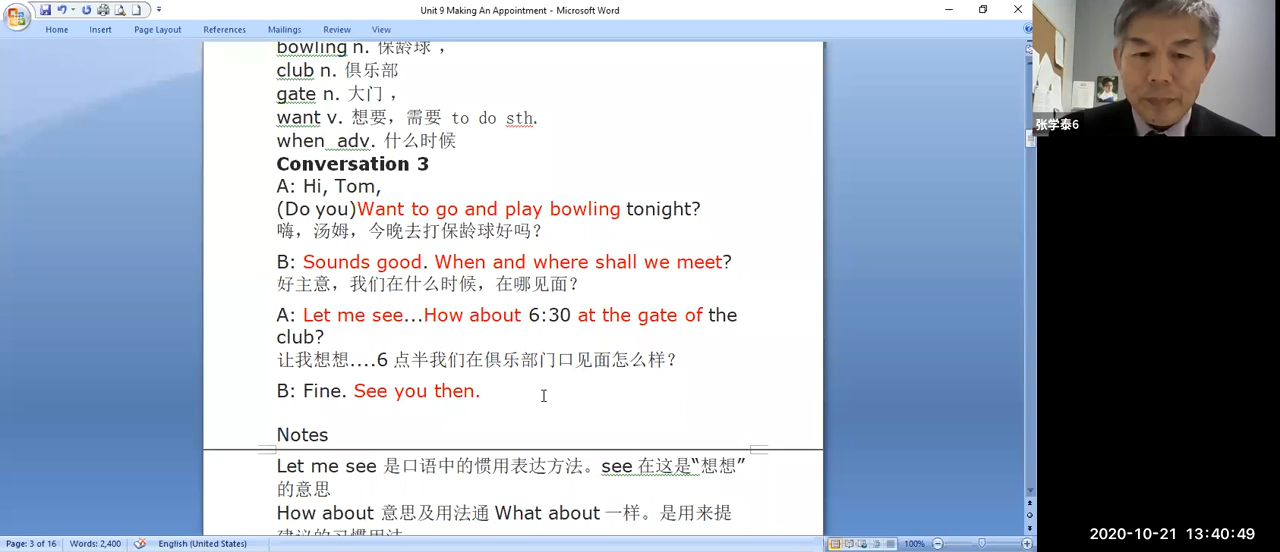 Unit 9 Making An Appointment - Microsoft Word
Home Insert Page Layout References Mailings Review View
bowling n. 保龄球，
club n. 俱乐部
gate n. 大门，
want v. 想要，需要 to do sth.
when adv. 什么时候
Conversation 3
A: Hi, Tom,
(Do you)Want to go and play bowling tonight?
嗨，汤姆，今晚去打保龄球好吗？
B: Sounds good. When and where shall we meet?
好主意，我们在什么时候，在哪见面？
A: Let me see...How about 6:30 at the gate of the
club?
让我想想....6 点半我们在俱乐部门口见面怎么样？
B: Fine. See you then.
Notes
Let me see 是口语中的惯用表达方法。see 在这是“想想”
的意思
How about 意思及用法通 What about 一样。是用来提
建议的习惯用法
张学泰6
Page: 3 of 16 Words: 2,400 English (United States) 100%
2020-10-21 13:40:49